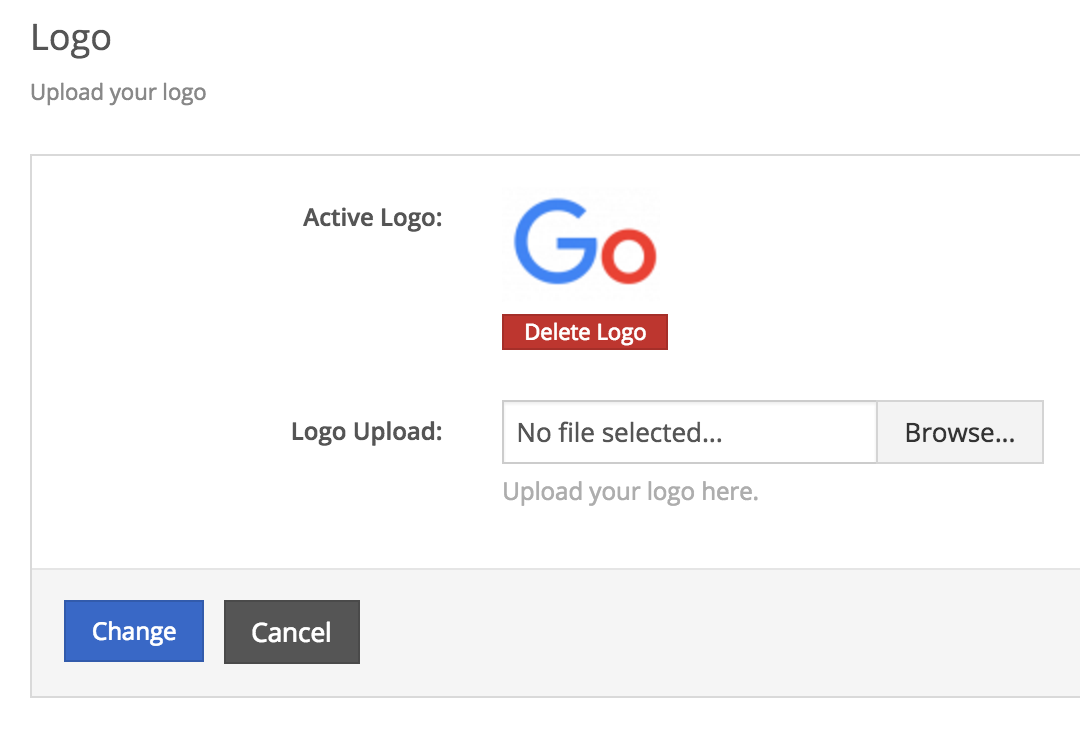 Logo
Upload your logo
Active Logo:
Go
Delete Logo
Logo Upload:
No file selected...
Browse...
Upload your logo here.
Change
Cancel